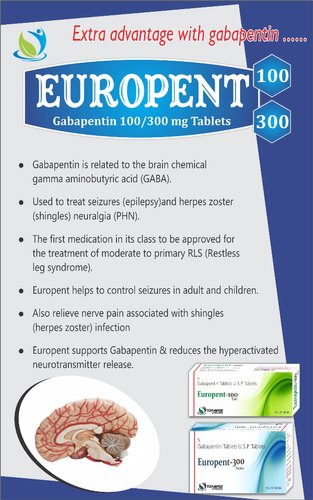 Extra advantage with gabapentin ......
EUROPENT
100
300
Gabapentin 100/300 mg Tablets
Gabapentin is related to the brain chemical
gamma aminobutyric acid (GABA).
Used to treat seizures (epilepsy)and herpes zoster
(shingles) neuralgia (PHN).
The first medication in its class to be approved for
the treatment of moderate to primary RLS (Restless
leg syndrome).
Europent helps to control seizures in adult and children.
Also relieve nerve pain associated with shingles
(herpes zoster) infection
Europent supports Gabapentin & reduces the hyperactivated
neurotransmitter release.
Tablets U.S.P Tablets
Europent-100
Gabapentin Tablets U.S.P Tablets
Europent-300